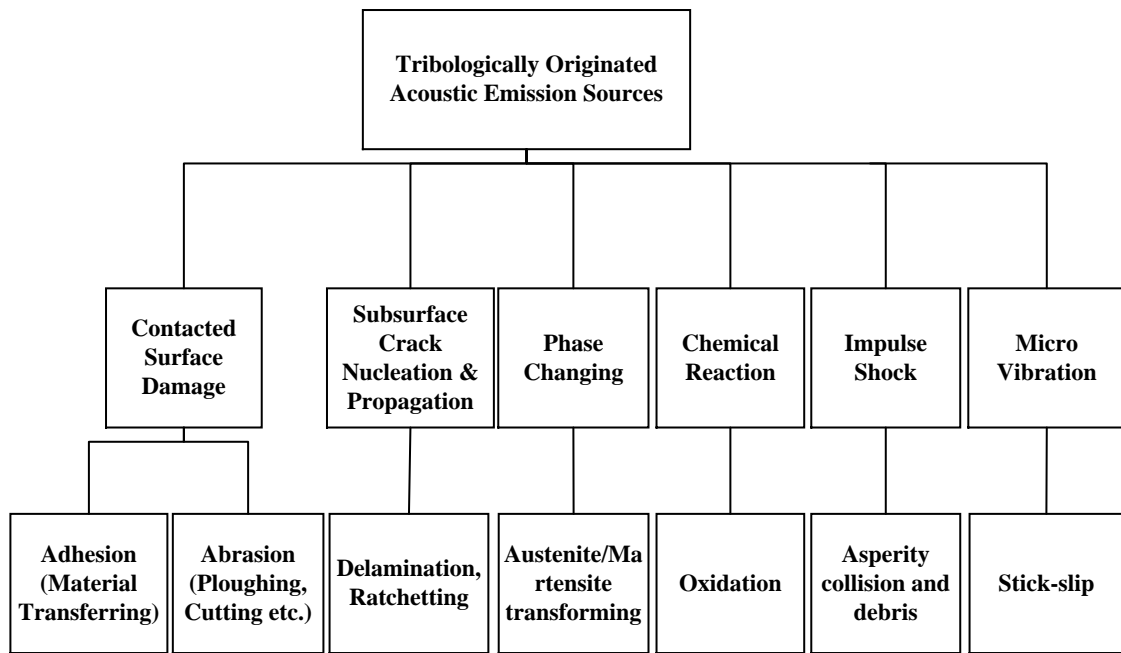 Tribologically Originated
Acoustic Emission Sources
Contacted
Surface
Damage
Subsurface
Crack
Nucleation &
Propagation
Phase
Changing
Chemical
Reaction
Impulse
Shock
Micro
Vibration
Adhesion
(Material
Transferring)
Abrasion
(Ploughing,
Cutting etc.)
Delamination,
Ratchetting
Austenite/Ma
rtensite
transforming
Oxidation
Asperity
collision and
debris
Stick-slip